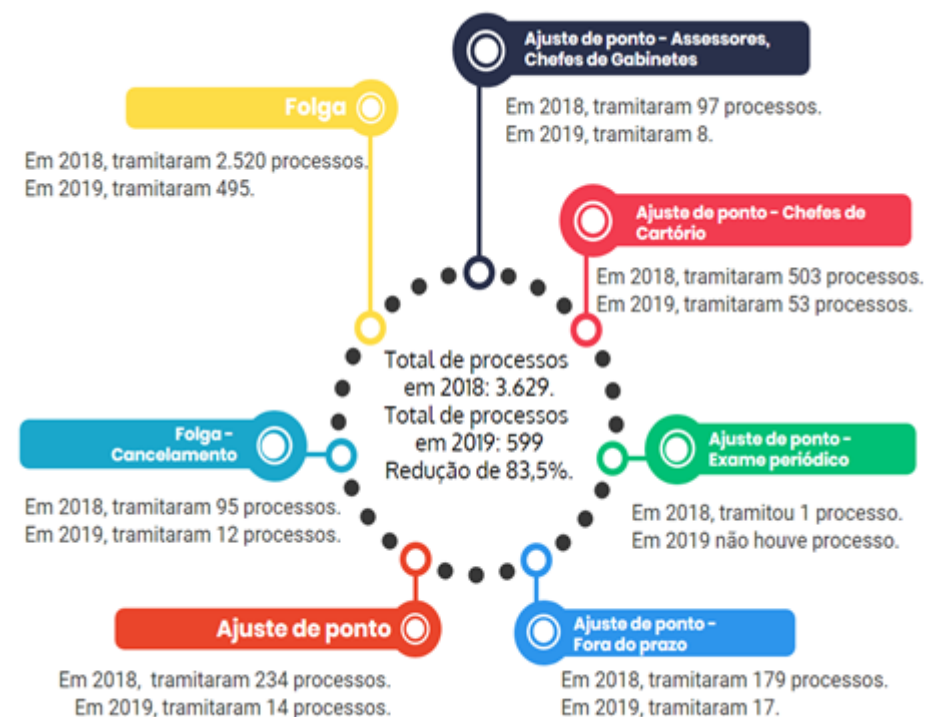 Ajuste de ponto - Assessores,
Chefes de Gabinetes
Em 2018, tramitaram 97 processos.
Em 2019, tramitaram 8.
Folga
Em 2018, tramitaram 2.520 processos.
Em 2019, tramitaram 495.
Ajuste de ponto - Chefes de
Cartório
Em 2018, tramitaram 503 processos.
Em 2019, tramitaram 53 processos.
Total de processos
em 2018: 3.629.
Total de processos
em 2019: 599
Redução de 83,5%.
Folga -
Cancelamento
Em 2018, tramitaram 95 processos.
Em 2019, tramitaram 12 processos.
Ajuste de ponto -
Exame periódico
Em 2018, tramitou 1 processo.
Em 2019 não houve processo.
Ajuste de ponto
Em 2018, tramitaram 234 processos.
Em 2019, tramitaram 14 processos.
Ajuste de ponto -
Fora do prazo
Em 2018, tramitaram 179 processos.
Em 2019, tramitaram 17.